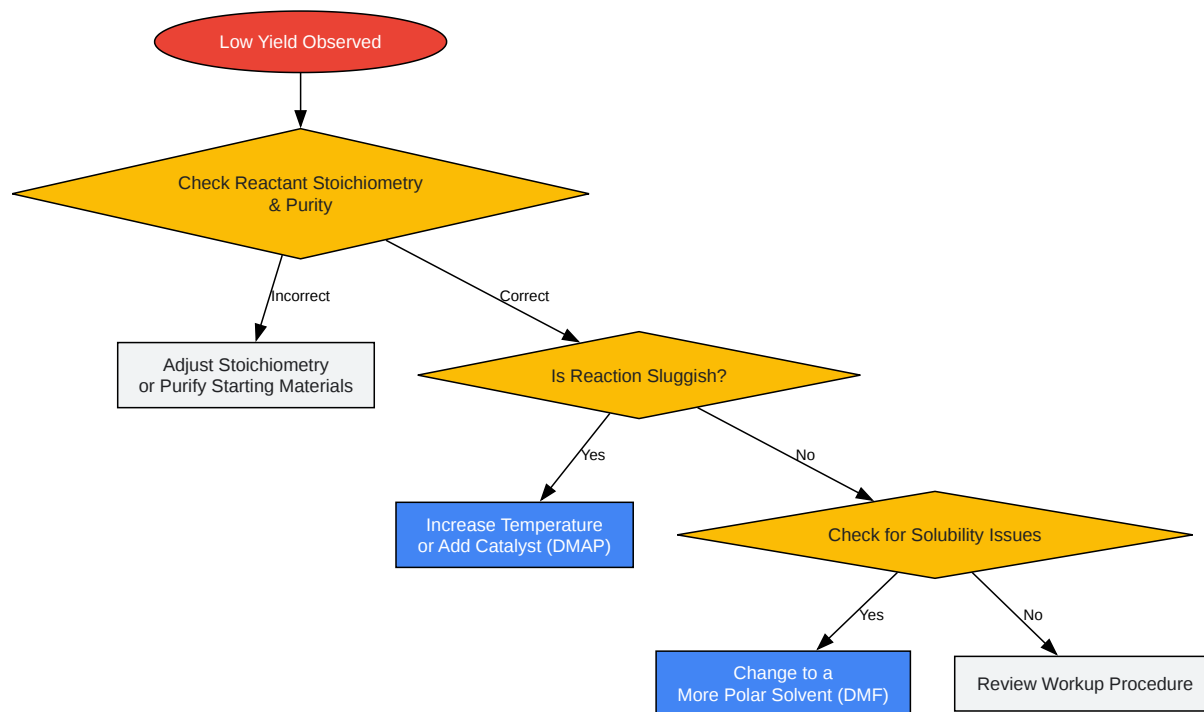 Low Yield Observed
Check Reactant Stoichiometry
& Purity
Incorrect
Correct
Adjust Stoichiometry
or Purify Starting Materials
Is Reaction Sluggish?
Yes
No
Increase Temperature
or Add Catalyst (DMAP)
Check for Solubility Issues
Yes
No
Change to a
More Polar Solvent (DMF)
Review Workup Procedure